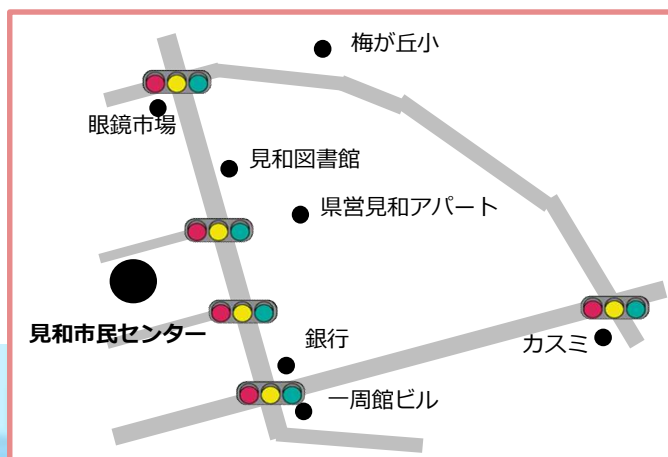 梅が丘小
眼鏡市場
見和図書館
県営見和アパート
見和市民センター
銀行
カスミ
一周館ビル